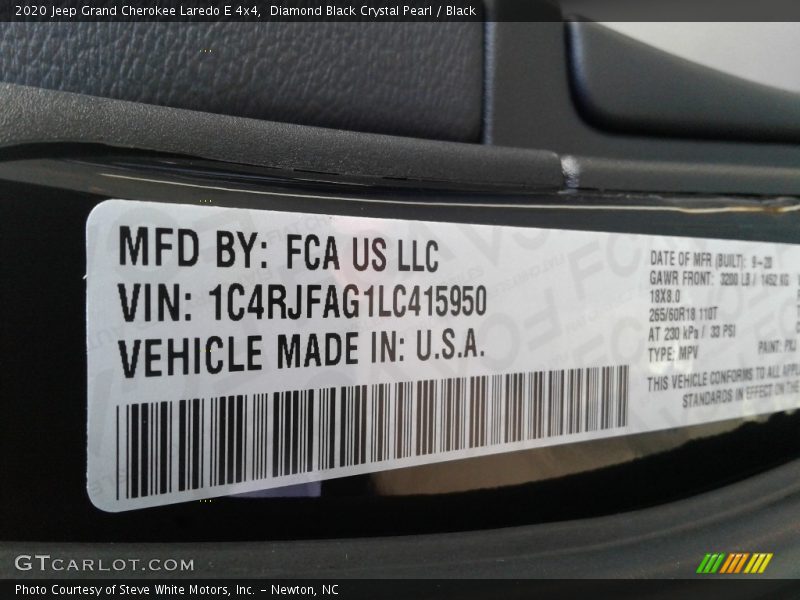 2020 Jeep Grand Cherokee Laredo E 4x4, Diamond Black Crystal Pearl / Black
MFD BY: FCA US LLC
VIN: 1C4RJFAG1LC415950
VEHICLE MADE IN: U.S.A.
DATE OF MFR (BUILT): 9-20
GAWR FRONT: 3200 LB / 1452 KG
18X8.0
265/60R18 110T
AT 230 kPa / 33 PSI
TYPE: MPV PAINT: PXJ
THIS VEHICLE CONFORMS TO ALL APPL
STANDARDS IN EFFECT ON THE
GTCARLOT.COM
Photo Courtesy of Steve White Motors, Inc. – Newton, NC